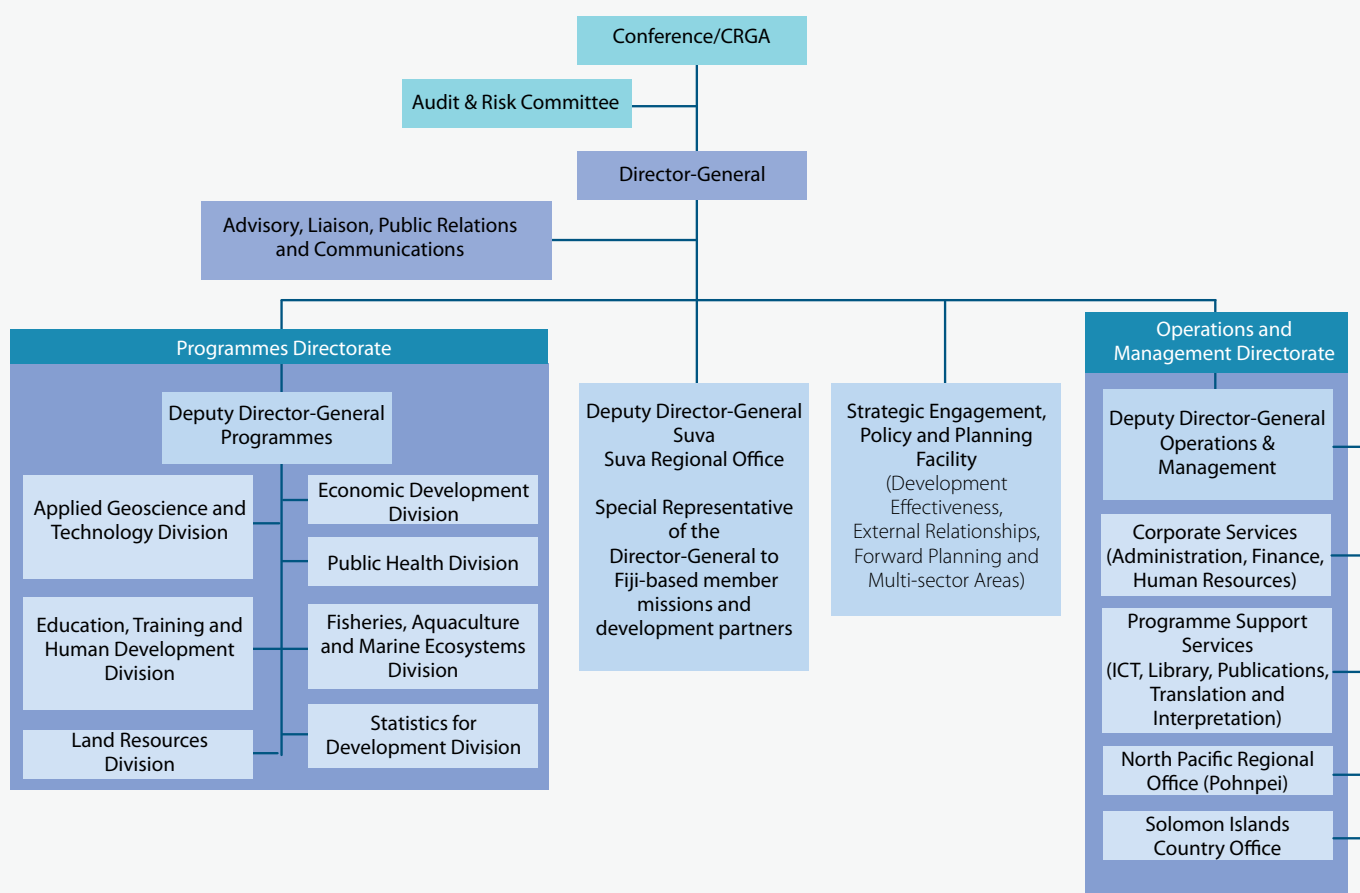 Conference/CRGA
Audit & Risk Committee
Director-General
Advisory, Liaison, Public Relations
and Communications
Programmes Directorate
Deputy Director-General
Programmes
Applied Geoscience and
Technology Division
Economic Development
Division
Public Health Division
Education, Training and
Human Development
Division
Fisheries, Aquaculture
and Marine Ecosystems
Division
Land Resources
Division
Statistics for
Development Division
Deputy Director-General
Suva
Suva Regional Office
Special Representative
of the
Director-General to
Fiji-based member
missions and
development partners
Strategic Engagement,
Policy and Planning
Facility
(Development
Effectiveness,
External Relationships,
Forward Planning and
Multi-sector Areas)
Operations and
Management Directorate
Deputy Director-General
Operations &
Management
Corporate Services
(Administration, Finance,
Human Resources)
Programme Support
Services
(ICT, Library, Publications,
Translation and
Interpretation)
North Pacific Regional
Office (Pohnpei)
Solomon Islands
Country Office